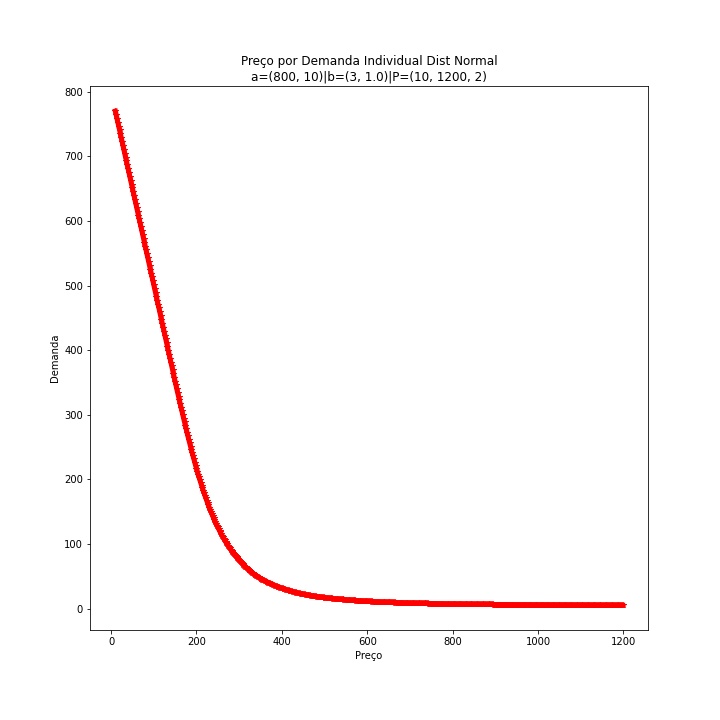 Preço por Demanda Individual Dist Normal
a=(800, 10)|b=(3, 1.0)|P=(10, 1200, 2)
800
700
600
500
400
300
200
100
0
Demanda
0 200 400 600 800 1000 1200
Preço